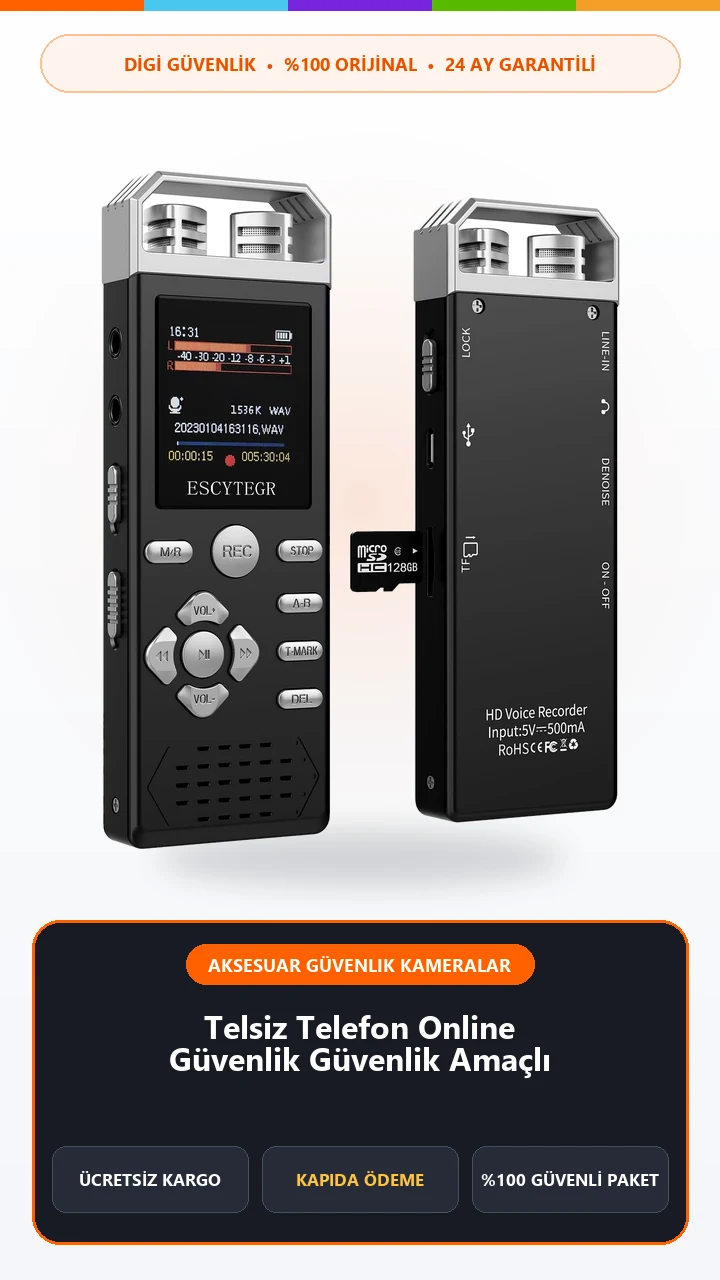 DİGİ GÜVENLİK • %100 ORİJİNAL • 24 AY GARANTİLİ
16:31
L
-40 -30 -20 -12 -8 -6 -3 +1
R
1536K WAV
20230104163116.WAV
00:00:15 005:30:04
ESCYTEGR
M/R REC STOP
VOL+ A-B
T-MARK
VOL- DEL
LOCK
LINE-IN
DENOISE
TF
ON - OFF
micro
SD
HC 128GB
HD Voice Recorder
Input:5V⎓500mA
RoHS CE FC
AKSESUAR GÜVENLIK KAMERALAR
Telsiz Telefon Online
Güvenlik Güvenlik Amaçlı
ÜCRETSİZ KARGO
KAPIDA ÖDEME
%100 GÜVENLİ PAKET